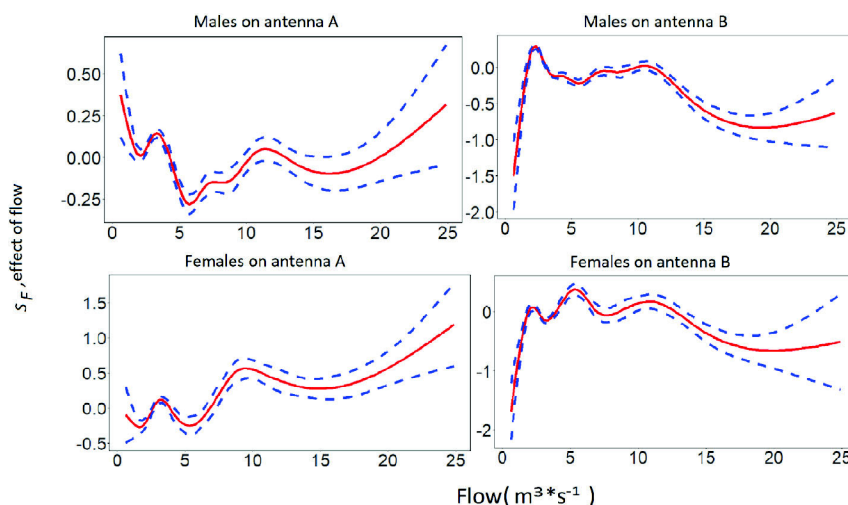 Males on antenna A
Males on antenna B
0.50
0.25
0.00
-0.25
0 5 10 15 20 25
0.0
-0.5
-1.0
-1.5
-2.0
0 5 10 15 20 25
s_F ,effect of flow
Females on antenna A
Females on antenna B
1.5
1.0
0.5
0.0
-0.5
0 5 10 15 20 25
0
-1
-2
0 5 10 15 20 25
Flow( m³*s⁻¹ )